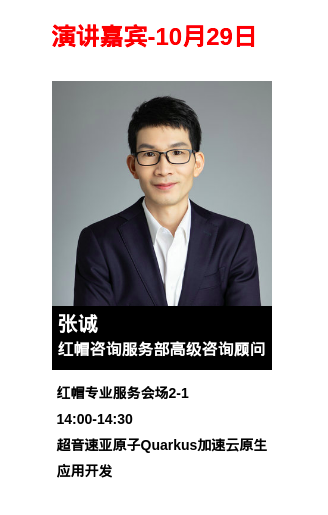 演讲嘉宾-10月29日
张诚
红帽咨询服务部高级咨询顾问
红帽专业服务会场2-1
14:00-14:30
超音速亚原子Quarkus加速云原生
应用开发